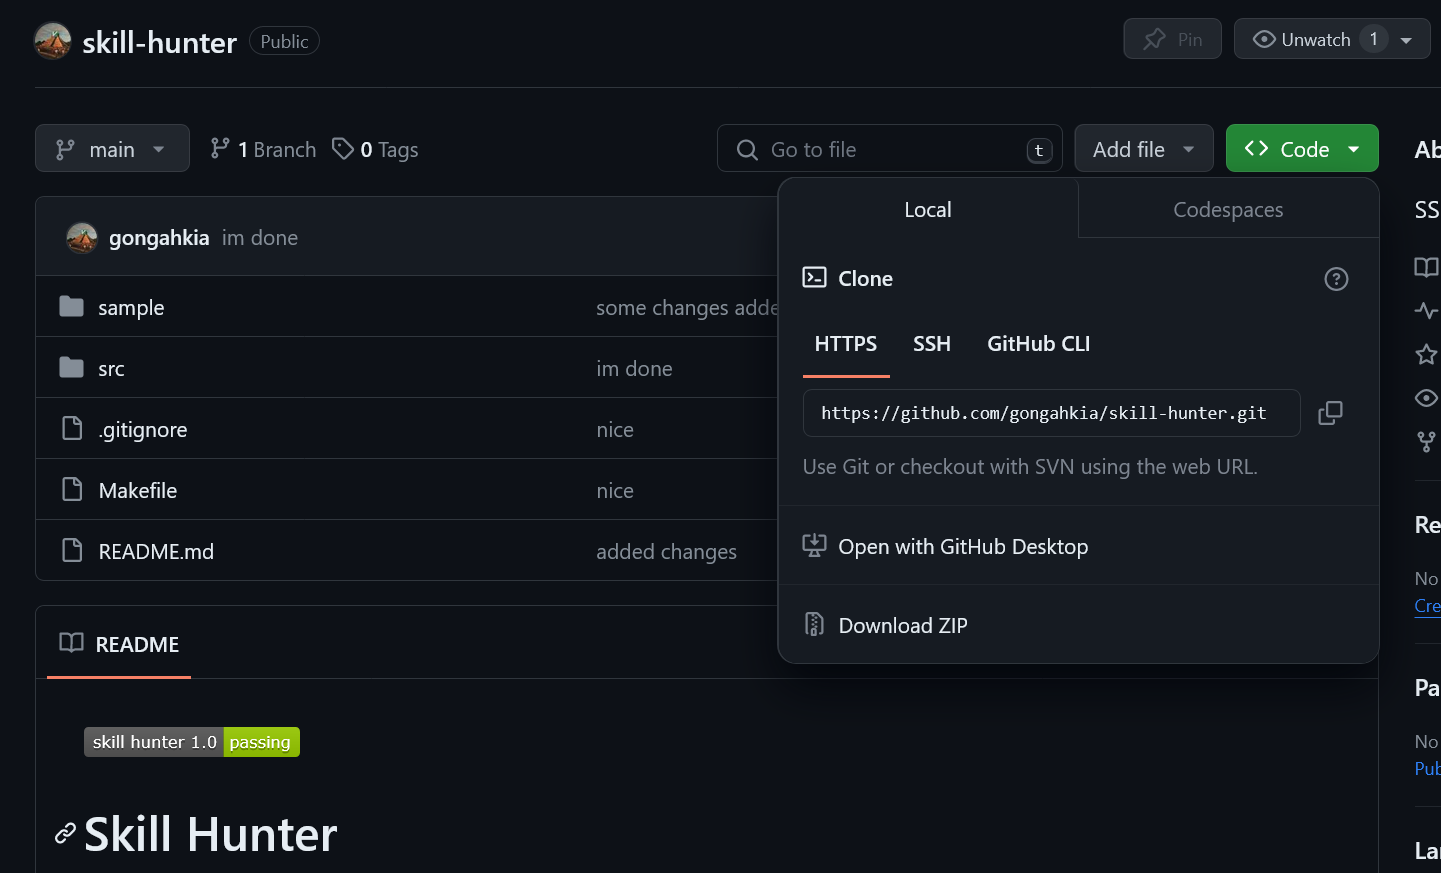 skill-hunter Public
Pin
Unwatch 1
main
1 Branch
0 Tags
Go to file t
Add file
Code
Ab
Local
Codespaces
SS
gongahkia im done
Clone
sample some changes adde
HTTPS SSH GitHub CLI
src im done
https://github.com/gongahkia/skill-hunter.git
.gitignore nice
Use Git or checkout with SVN using the web URL.
Makefile nice
Re
README.md added changes
Open with GitHub Desktop
No
Cre
Download ZIP
README
Pa
skill hunter 1.0 passing
No
Pub
Skill Hunter
Lan